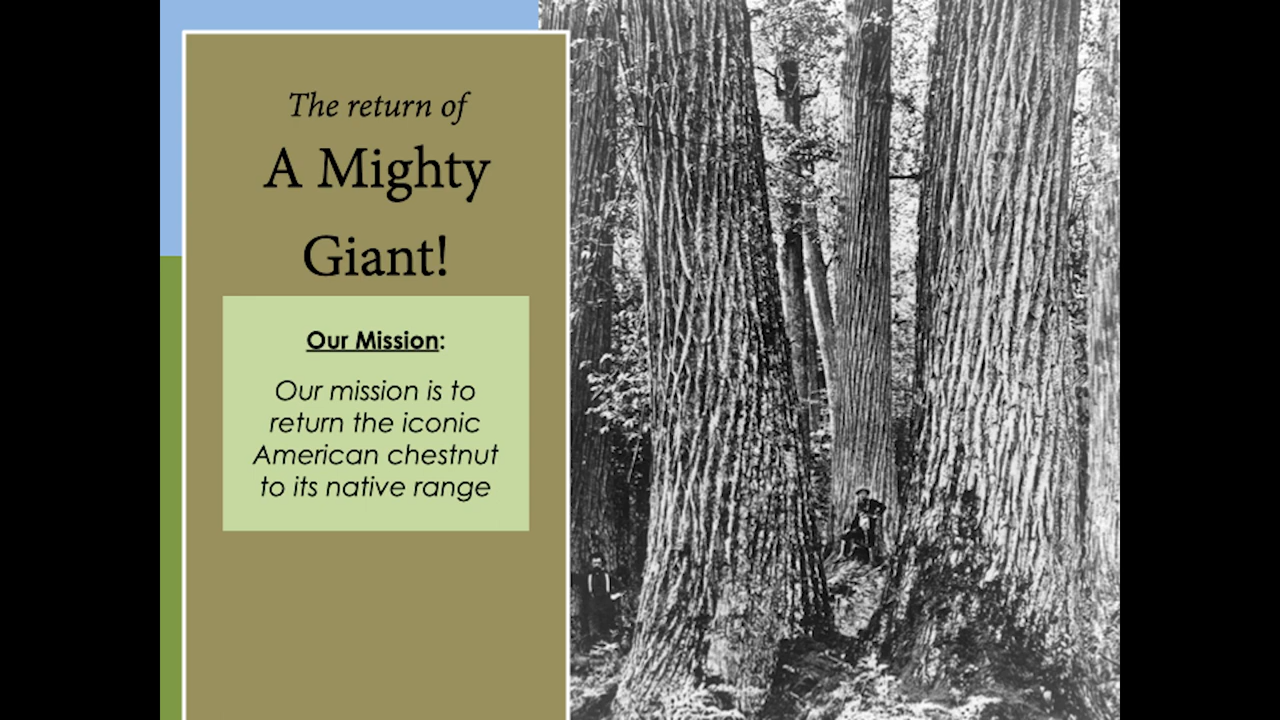 The return of
A Mighty
Giant!
Our Mission:
Our mission is to
return the iconic
American chestnut
to its native range